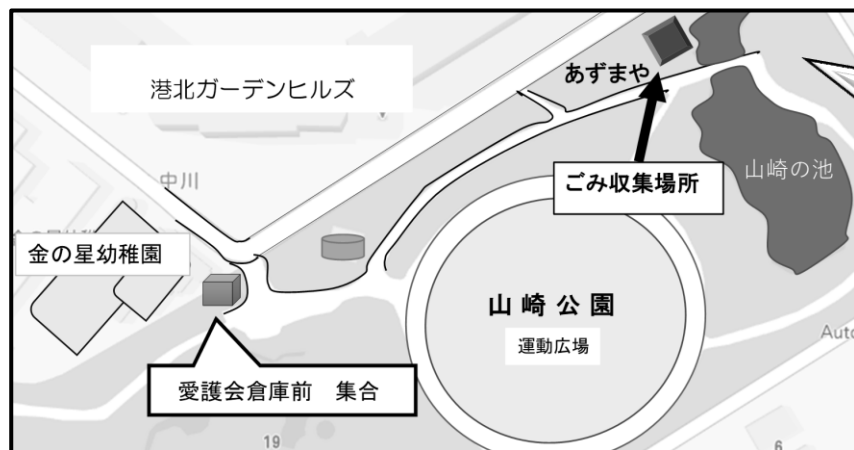 港北ガーデンヒルズ
あずまや
中川
ごみ収集場所
山崎の池
金の星幼稚園
山崎公園
運動広場
Auto
愛護会倉庫前　集合
19
6